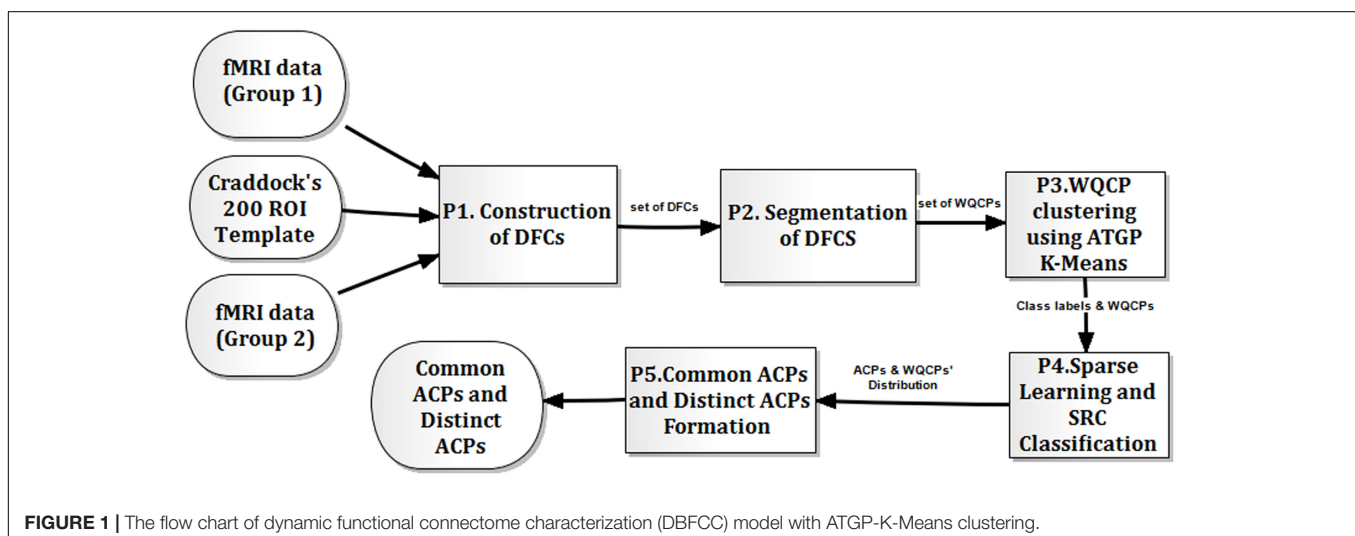 fMRI data
(Group 1)
Craddock's
200 ROI
Template
fMRI data
(Group 2)
P1. Construction
of DFCs
set of DFCs
P2. Segmentation
of DFCS
set of WQCPs
P3.WQCP
clustering
using ATGP
K-Means
Class labels & WQCPs
P4.Sparse
Learning and
SRC
Classification
ACPs & WQCPs'
Distribution
P5.Common ACPs
and Distinct ACPs
Formation
Common
ACPs and
Distinct
ACPs
FIGURE 1 | The flow chart of dynamic functional connectome characterization (DBFCC) model with ATGP-K-Means clustering.